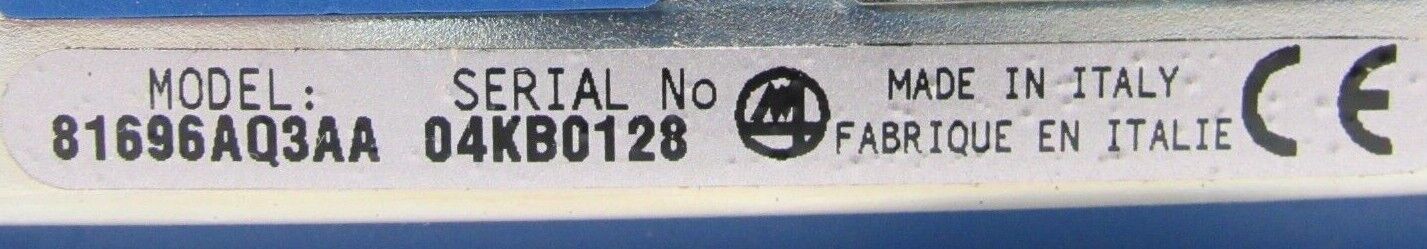 MODEL: SERIAL No MADE IN ITALY
81696AQ3AA 04KB0128 FABRIQUE EN ITALIE
CE